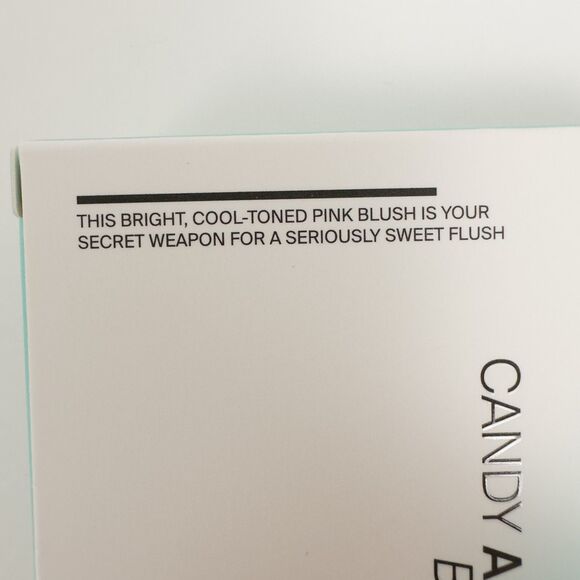 THIS BRIGHT, COOL-TONED PINK BLUSH IS YOUR
SECRET WEAPON FOR A SERIOUSLY SWEET FLUSH
CANDY